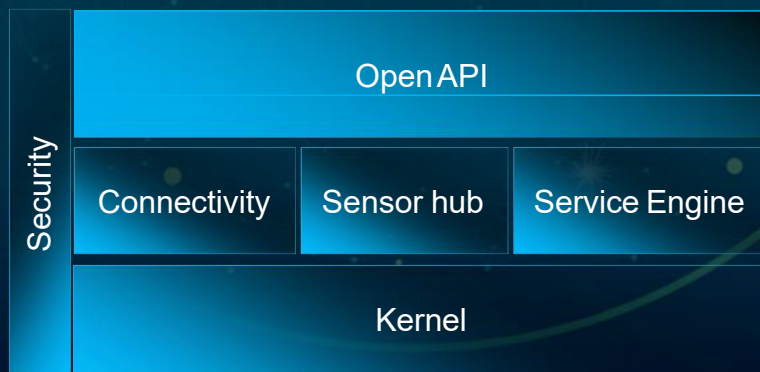 Open API
Security
Connectivity
Sensor hub
Service Engine
Kernel